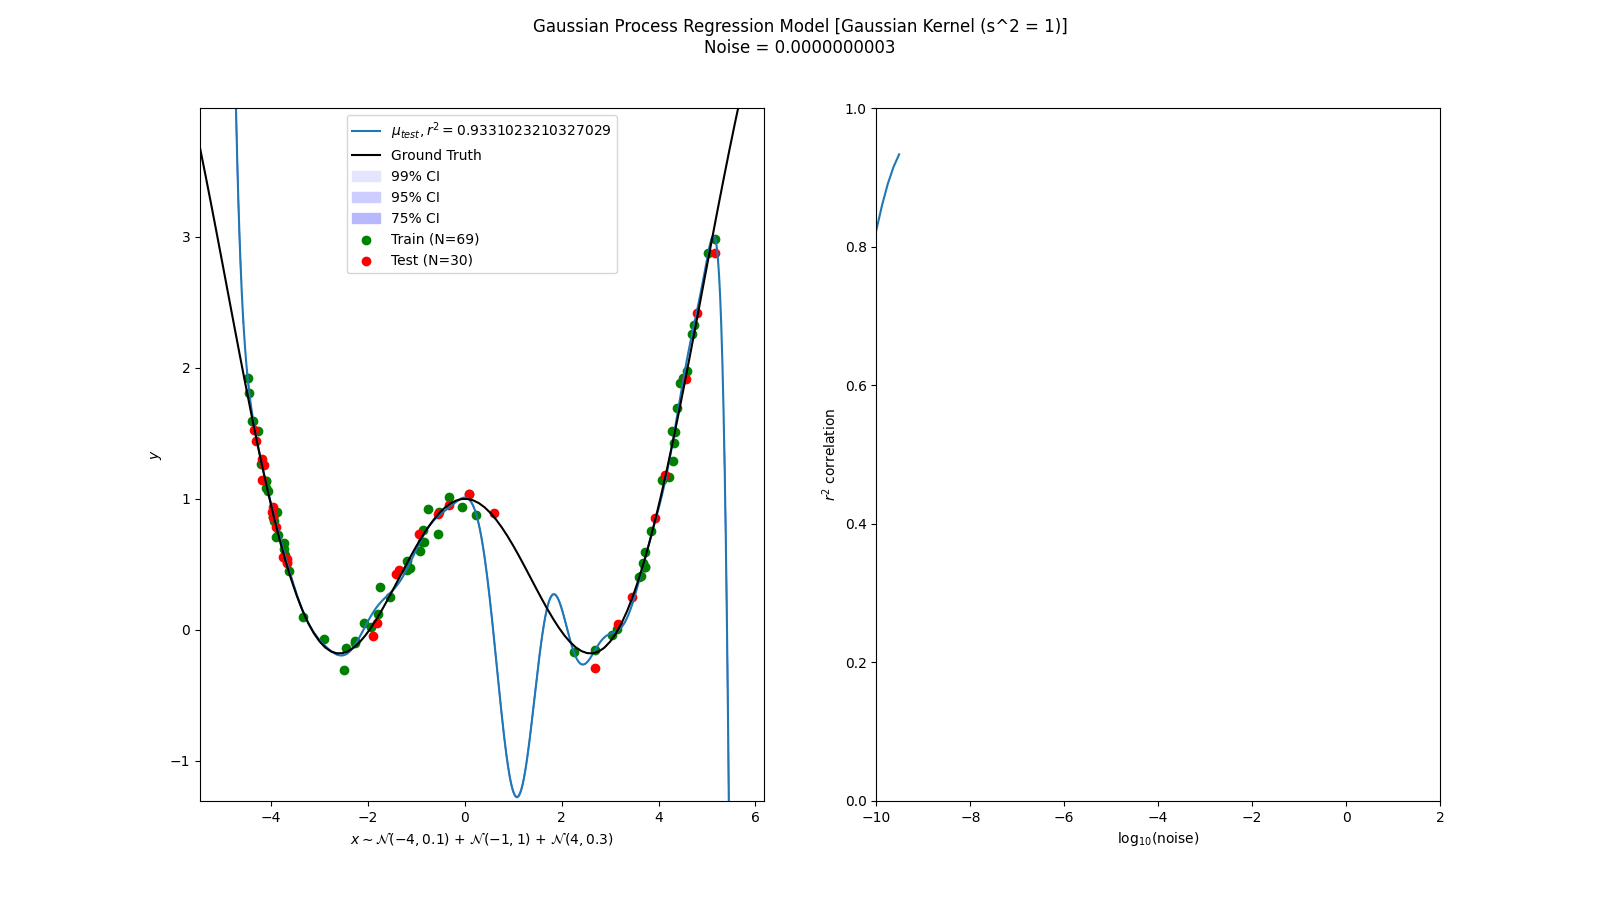 Gaussian Process Regression Model [Gaussian Kernel (s^2 = 1)]
Noise = 0.0000000003
μ_test, r² = 0.9331023210327029
Ground Truth
99% CI
95% CI
75% CI
Train (N=69)
Test (N=30)
3
2
1
0
−1
y
−4 −2 0 2 4 6
x ∼ 𝒩(−4, 0.1) + 𝒩(−1, 1) + 𝒩(4, 0.3)
1.0
0.8
0.6
0.4
0.2
0.0
r² correlation
−10 −8 −6 −4 −2 0 2
log₁₀(noise)